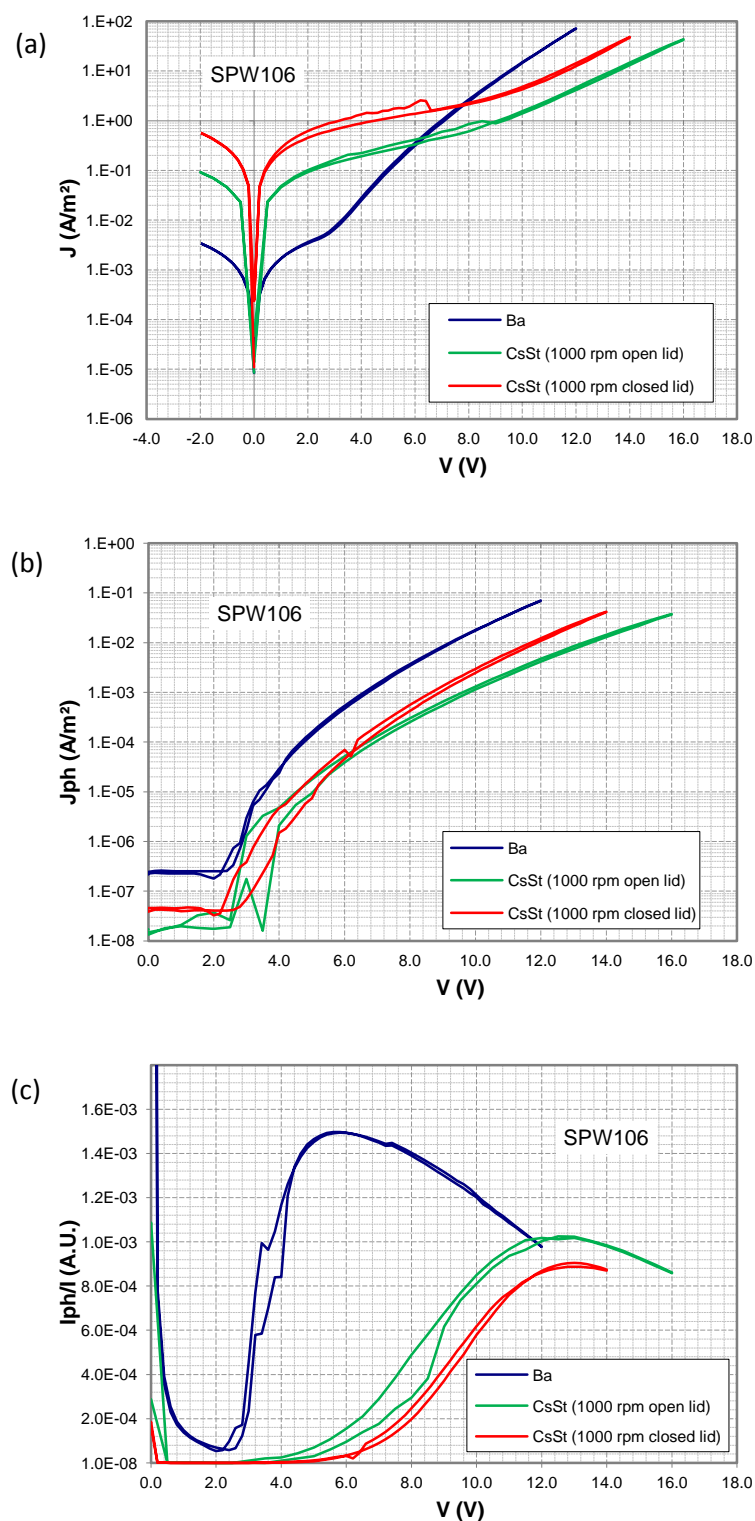 (a)
SPW106
J (A/m²)
1.E+02
1.E+01
1.E+00
1.E-01
1.E-02
1.E-03
1.E-04
1.E-05
1.E-06
Ba
CsSt (1000 rpm open lid)
CsSt (1000 rpm closed lid)
-4.0 -2.0 0.0 2.0 4.0 6.0 8.0 10.0 12.0 14.0 16.0 18.0
V (V)
(b)
SPW106
Jph (A/m²)
1.E+00
1.E-01
1.E-02
1.E-03
1.E-04
1.E-05
1.E-06
1.E-07
1.E-08
Ba
CsSt (1000 rpm open lid)
CsSt (1000 rpm closed lid)
0.0 2.0 4.0 6.0 8.0 10.0 12.0 14.0 16.0 18.0
V (V)
(c)
SPW106
Iph/I (A.U.)
1.6E-03
1.4E-03
1.2E-03
1.0E-03
8.0E-04
6.0E-04
4.0E-04
2.0E-04
1.0E-08
Ba
CsSt (1000 rpm open lid)
CsSt (1000 rpm closed lid)
0.0 2.0 4.0 6.0 8.0 10.0 12.0 14.0 16.0 18.0
V (V)